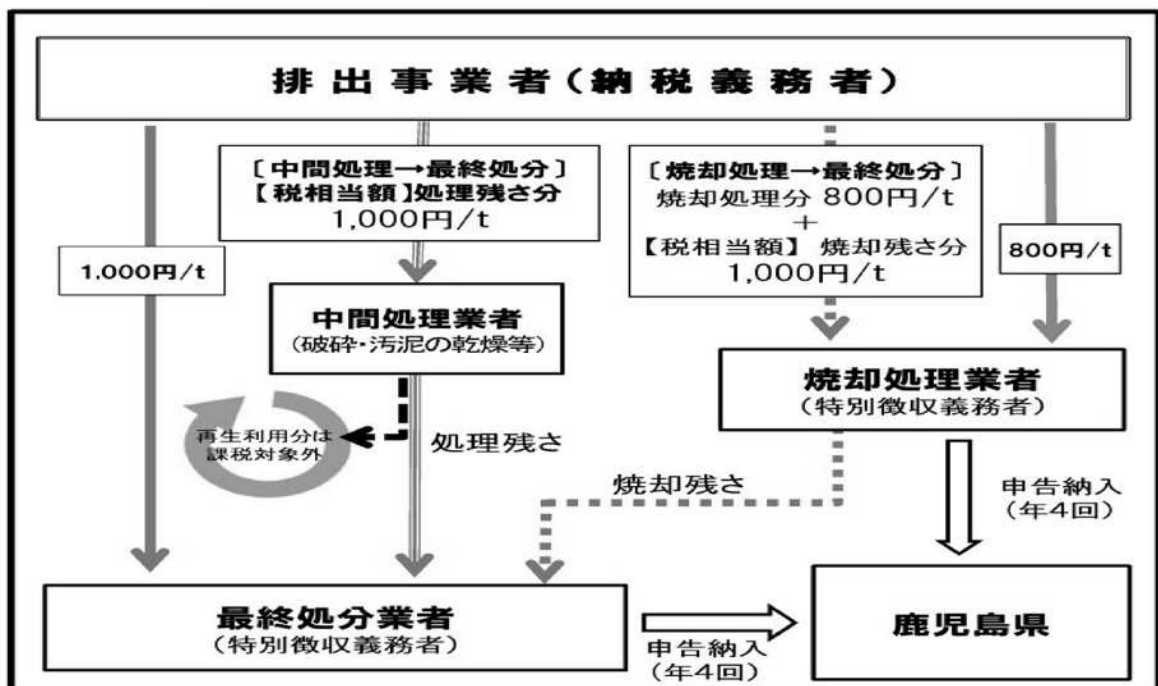 排出事業者(納税義務者)
〔中間処理→最終処分〕
【税相当額】処理残さ分
1,000円/t
〔焼却処理→最終処分〕
焼却処理分 800円/t
+
【税相当額】 焼却残さ分
1,000円/t
1,000円/t
800円/t
中間処理業者
(破砕・汚泥の乾燥等)
焼却処理業者
(特別徴収義務者)
再生利用分は
課税対象外
処理残さ
焼却残さ
申告納入
(年4回)
最終処分業者
(特別徴収義務者)
申告納入
(年4回)
鹿児島県